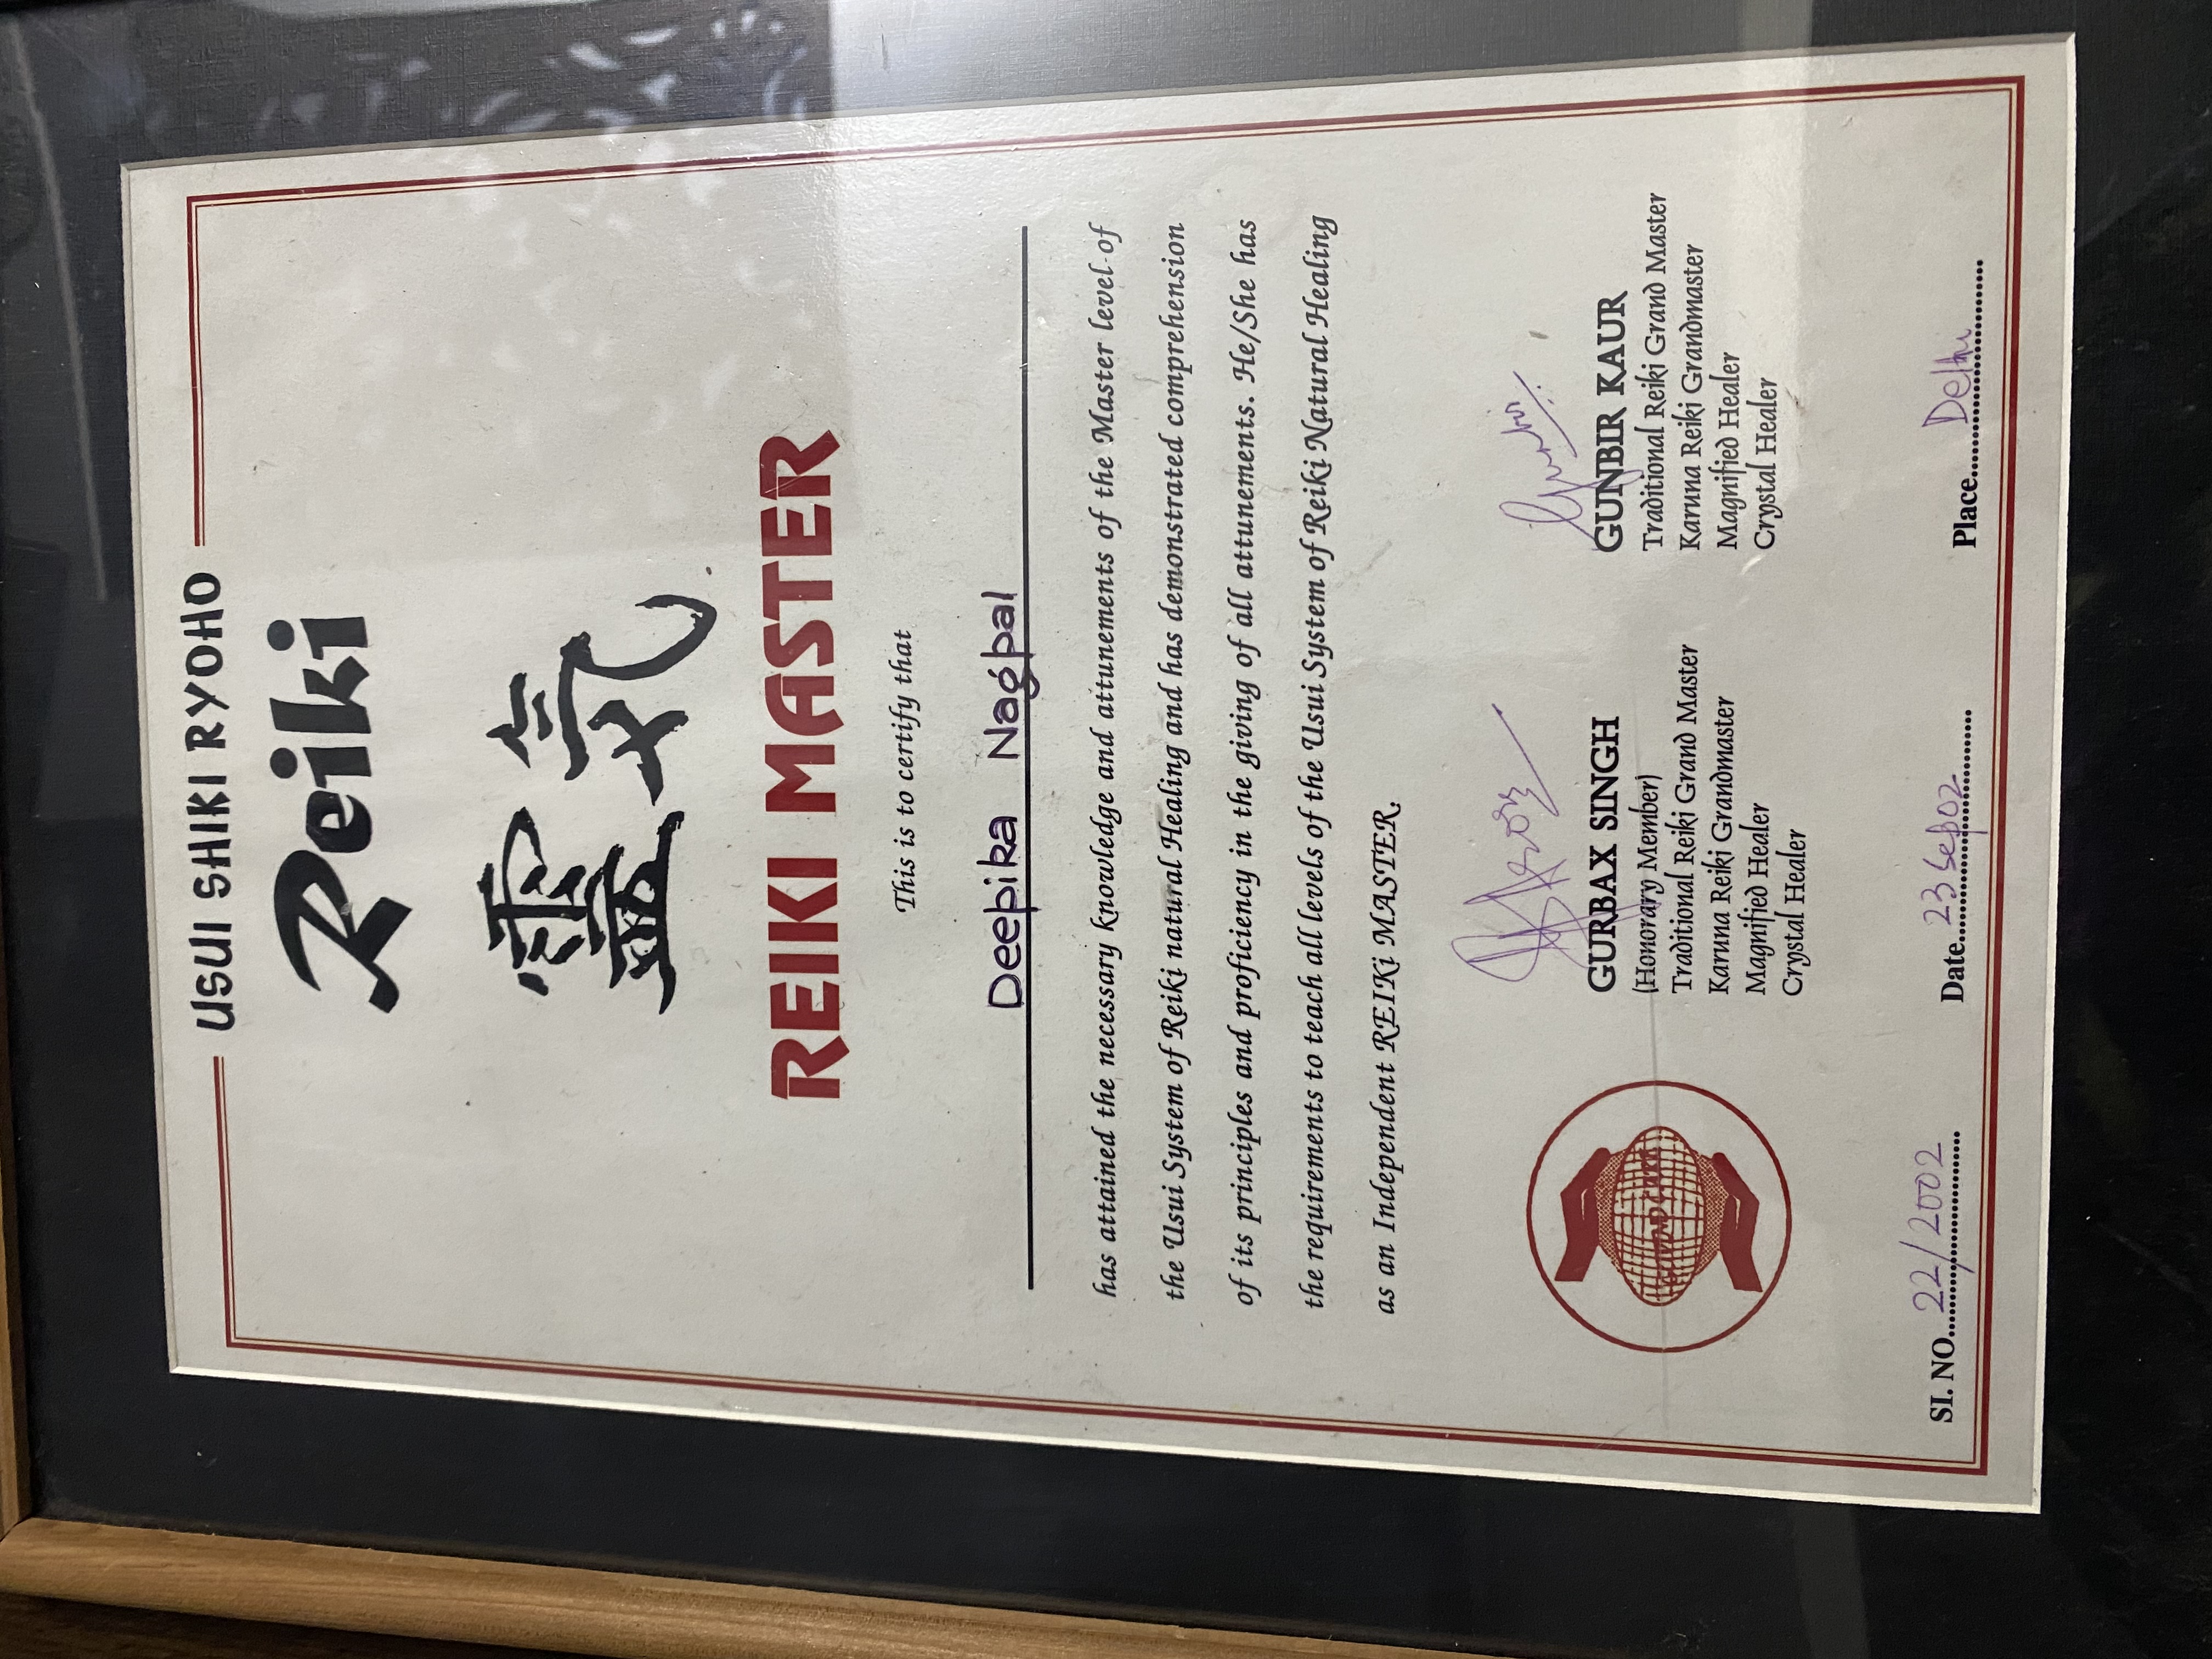 USUI SHIKI RYOHO
Reiki
靈氣
REIKI MASTER
This is to certify that
Deepika Nagpal
has attained the necessary knowledge and attunements of the Master level of
the Usui System of Reiki natural Healing and has demonstrated comprehension
of its principles and proficiency in the giving of all attunements. He/She has
the requirements to teach all levels of the Usui System of Reiki Natural Healing
as an Independent REIKi MASTER.
GURBAX SINGH
(Honorary Member)
Traditional Reiki Grand Master
Karuna Reiki Grandmaster
Magnified Healer
Crystal Healer
GUNBIR KAUR
Traditional Reiki Grand Master
Karuna Reiki Grandmaster
Magnified Healer
Crystal Healer
SI. NO. 22/2002 Date 23 Sep 02 Place Delhi